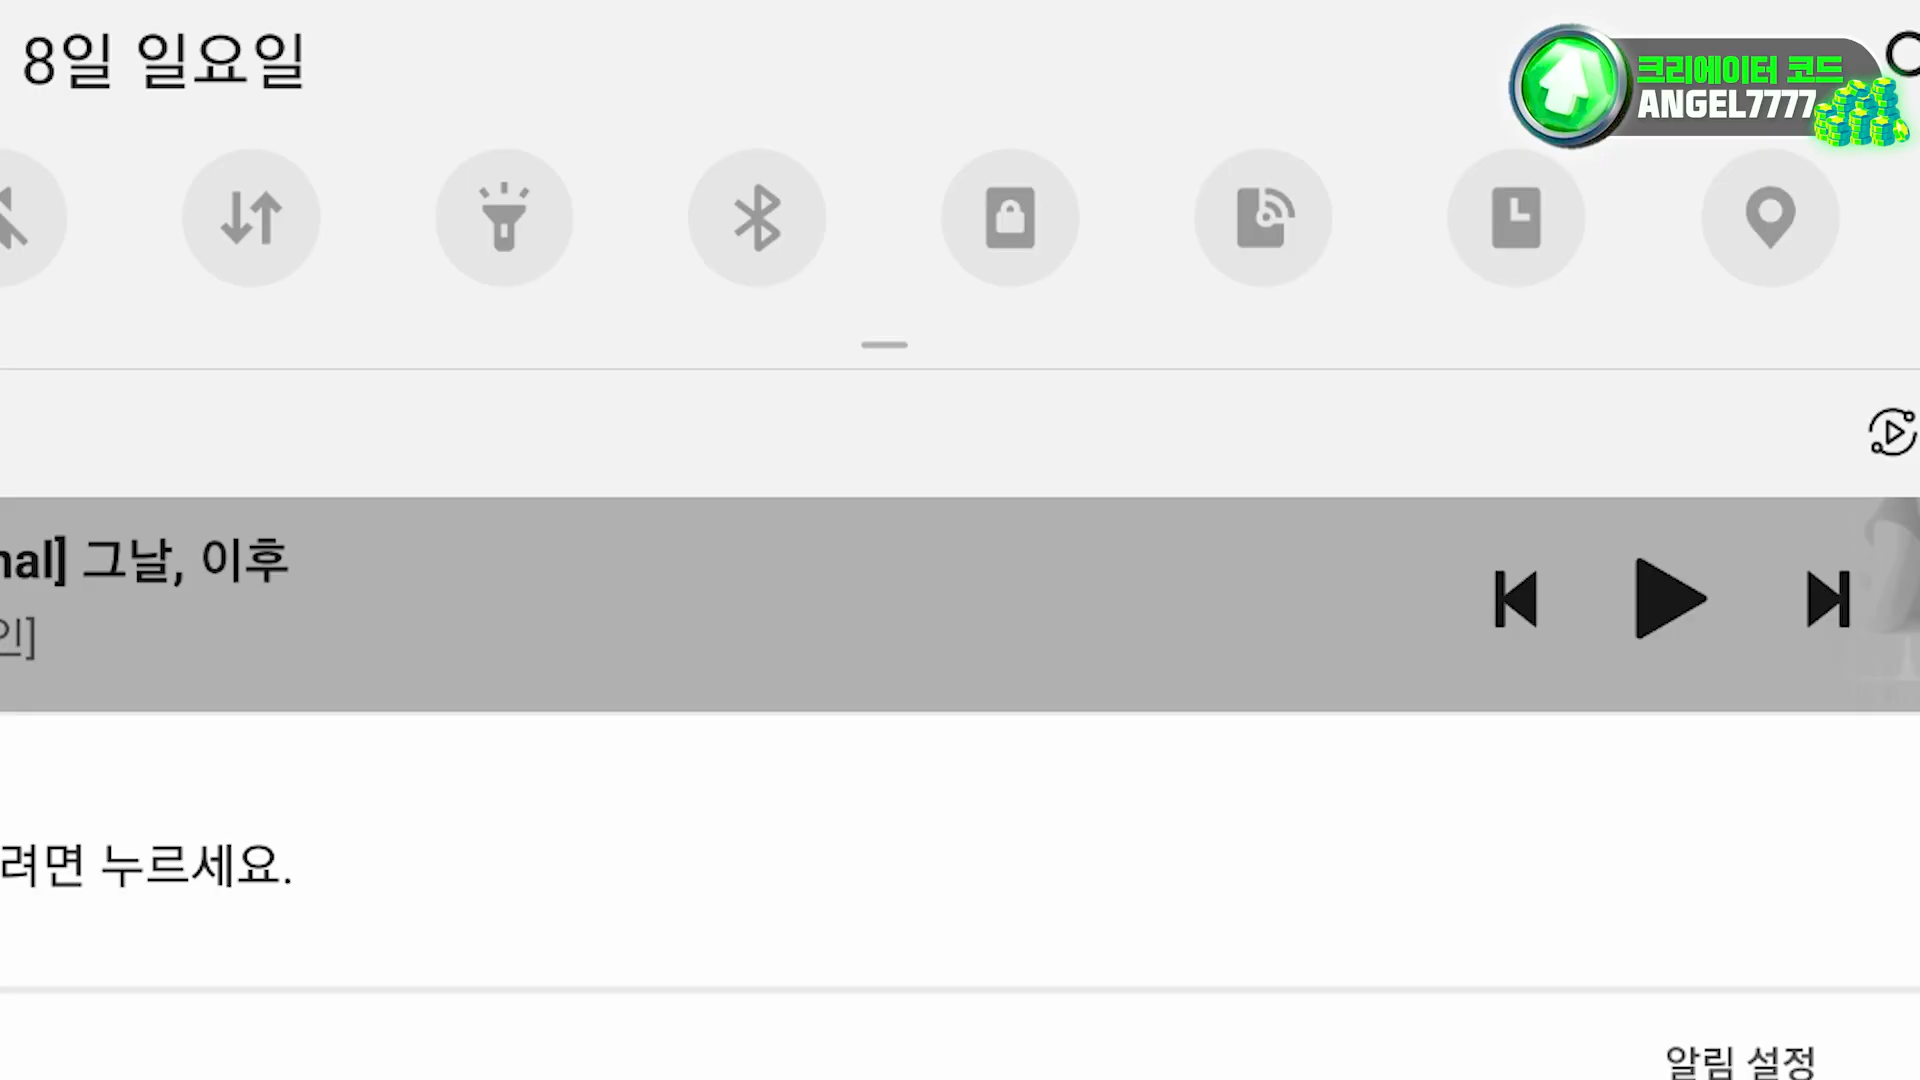 8일 일요일
크리에이터 코드
ANGEL7777
nal] 그날, 이후
인]
려면 누르세요.
알림 설정